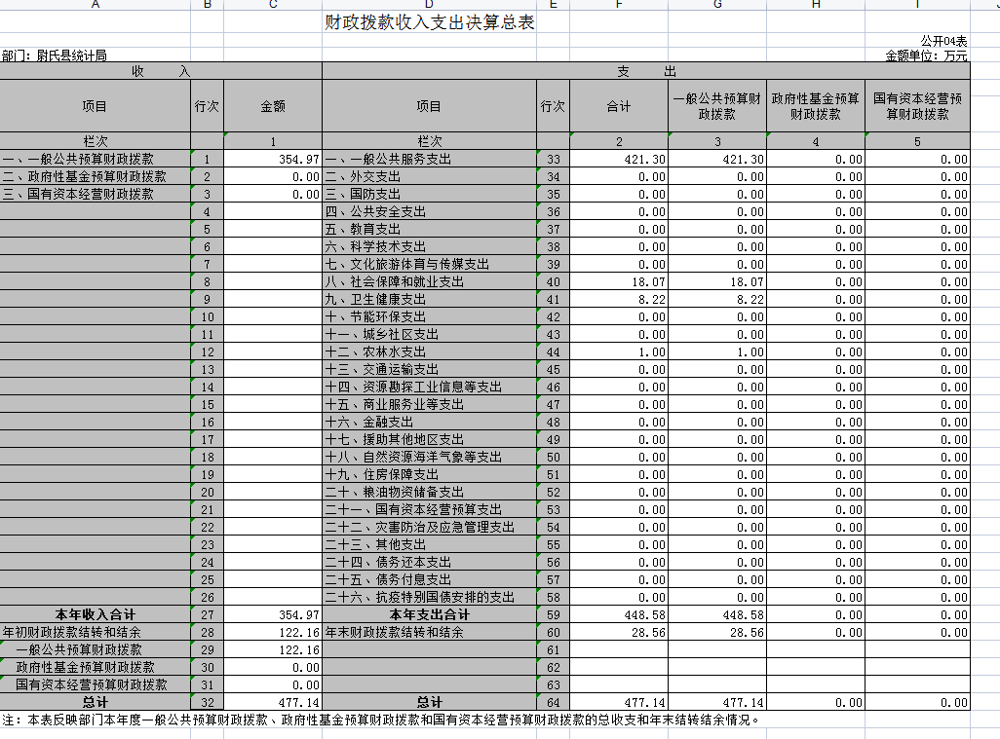 A B C D E F G H I
财政拨款收入支出决算总表
公开04表
部门：尉氏县统计局 金额单位：万元
收 入 支 出
项目 行次 金额 项目 行次 合计 一般公共预算财政拨款 政府性基金预算财政拨款 国有资本经营预算财政拨款
栏次 1 栏次 2 3 4 5
一、一般公共预算财政拨款 1 354.97 一、一般公共服务支出 33 421.30 421.30 0.00 0.00
二、政府性基金预算财政拨款 2 0.00 二、外交支出 34 0.00 0.00 0.00 0.00
三、国有资本经营财政拨款 3 0.00 三、国防支出 35 0.00 0.00 0.00 0.00
4 四、公共安全支出 36 0.00 0.00 0.00 0.00
5 五、教育支出 37 0.00 0.00 0.00 0.00
6 六、科学技术支出 38 0.00 0.00 0.00 0.00
7 七、文化旅游体育与传媒支出 39 0.00 0.00 0.00 0.00
8 八、社会保障和就业支出 40 18.07 18.07 0.00 0.00
9 九、卫生健康支出 41 8.22 8.22 0.00 0.00
10 十、节能环保支出 42 0.00 0.00 0.00 0.00
11 十一、城乡社区支出 43 0.00 0.00 0.00 0.00
12 十二、农林水支出 44 1.00 1.00 0.00 0.00
13 十三、交通运输支出 45 0.00 0.00 0.00 0.00
14 十四、资源勘探工业信息等支出 46 0.00 0.00 0.00 0.00
15 十五、商业服务业等支出 47 0.00 0.00 0.00 0.00
16 十六、金融支出 48 0.00 0.00 0.00 0.00
17 十七、援助其他地区支出 49 0.00 0.00 0.00 0.00
18 十八、自然资源海洋气象等支出 50 0.00 0.00 0.00 0.00
19 十九、住房保障支出 51 0.00 0.00 0.00 0.00
20 二十、粮油物资储备支出 52 0.00 0.00 0.00 0.00
21 二十一、国有资本经营预算支出 53 0.00 0.00 0.00 0.00
22 二十二、灾害防治及应急管理支出 54 0.00 0.00 0.00 0.00
23 二十三、其他支出 55 0.00 0.00 0.00 0.00
24 二十四、债务还本支出 56 0.00 0.00 0.00 0.00
25 二十五、债务付息支出 57 0.00 0.00 0.00 0.00
26 二十六、抗疫特别国债安排的支出 58 0.00 0.00 0.00 0.00
本年收入合计 27 354.97 本年支出合计 59 448.58 448.58 0.00 0.00
年初财政拨款结转和结余 28 122.16 年末财政拨款结转和结余 60 28.56 28.56 0.00 0.00
一般公共预算财政拨款 29 122.16 61
政府性基金预算财政拨款 30 0.00 62
国有资本经营预算财政拨款 31 0.00 63
总计 32 477.14 总计 64 477.14 477.14 0.00 0.00
注：本表反映部门本年度一般公共预算财政拨款、政府性基金预算财政拨款和国有资本经营预算财政拨款的总收支和年末结转结余情况。